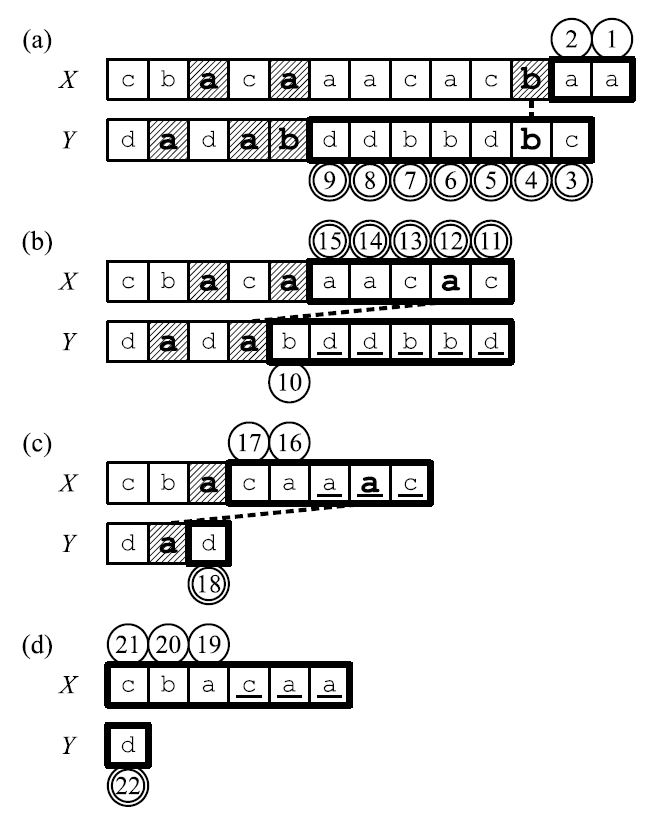 (a)
2 1
X c b a c a a a c a c b a a
Y d a d a b d d b b d b c
9 8 7 6 5 4 3
(b)
15 14 13 12 11
X c b a c a a a c a c
Y d a d a b d d b b d
10
(c)
17 16
X c b a c a a a c
Y d a d
18
(d)
21 20 19
X c b a c a a
Y d
22